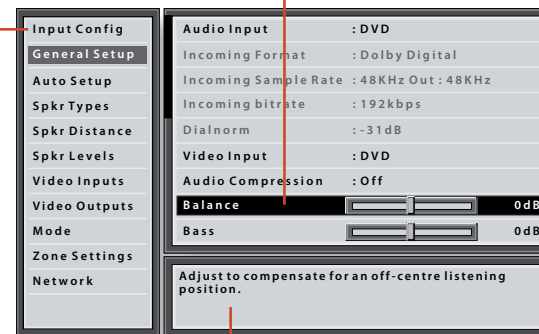 Input Config
General Setup
Auto Setup
Spkr Types
Spkr Distance
Spkr Levels
Video Inputs
Video Outputs
Mode
Zone Settings
Network
Audio Input : DVD
Incoming Format : Dolby Digital
Incoming Sample Rate : 48KHz Out : 48KHz
Incoming bitrate : 192kbps
Dialnorm : -31dB
Video Input : DVD
Audio Compression : Off
Balance 0dB
Bass 0dB
Adjust to compensate for an off-centre listening
position.